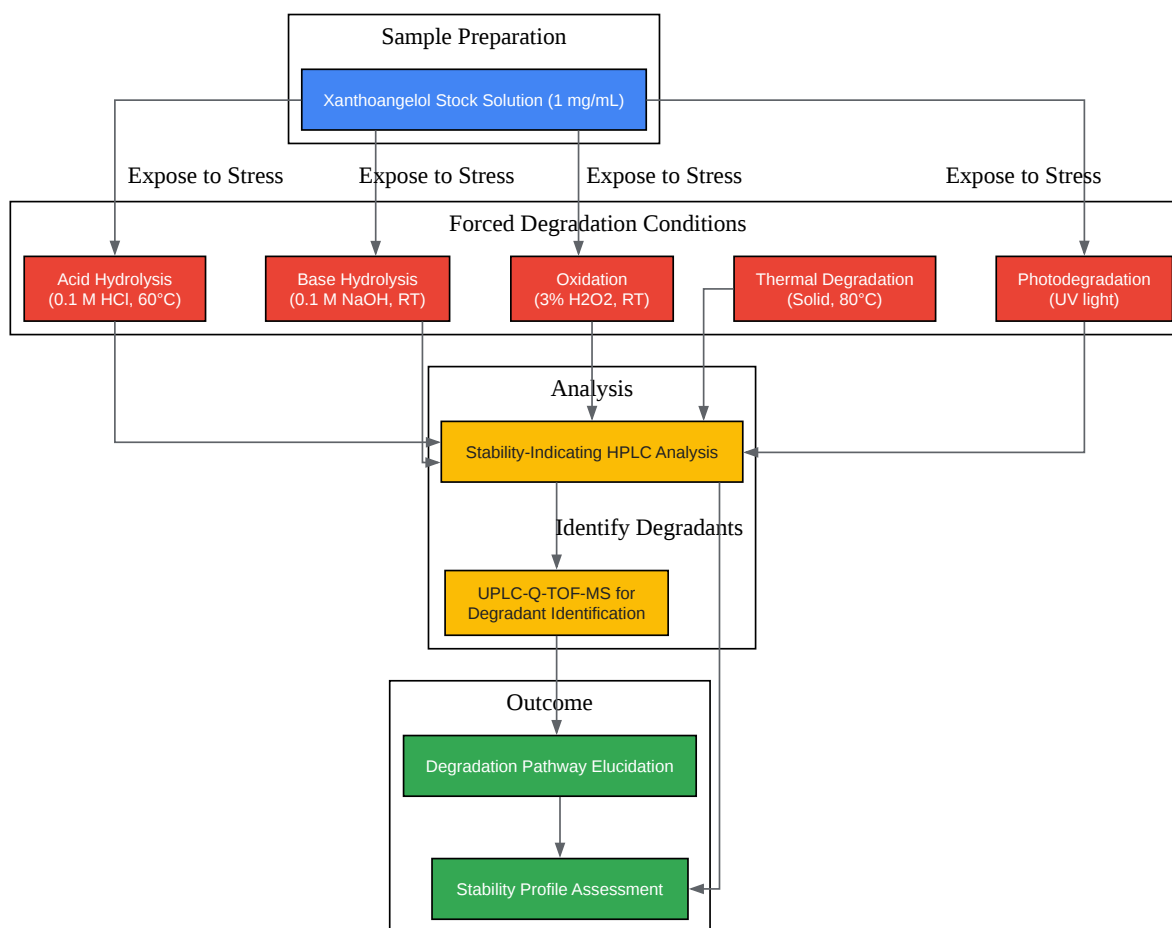 Sample Preparation
Xanthoangelol Stock Solution (1 mg/mL)
Expose to Stress
Expose to Stress
Expose to Stress
Expose to Stress
Forced Degradation Conditions
Acid Hydrolysis
(0.1 M HCl, 60°C)
Base Hydrolysis
(0.1 M NaOH, RT)
Oxidation
(3% H2O2, RT)
Thermal Degradation
(Solid, 80°C)
Photodegradation
(UV light)
Analysis
Stability-Indicating HPLC Analysis
Identify Degradants
UPLC-Q-TOF-MS for
Degradant Identification
Outcome
Degradation Pathway Elucidation
Stability Profile Assessment